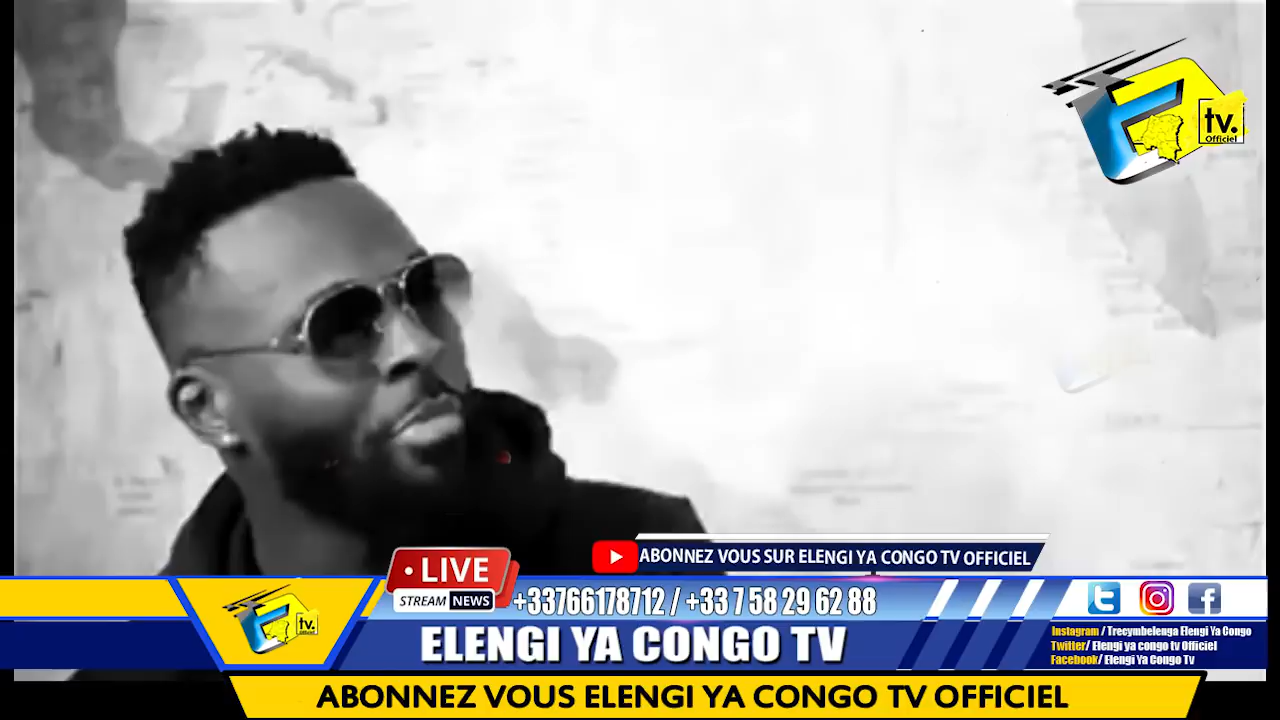 tv.
Officiel
ABONNEZ VOUS SUR ELENGI YA CONGO TV OFFICIEL
• LIVE
STREAM NEWS
+33766178712 / +33 7 58 29 62 88
tv.
Officiel
ELENGI YA CONGO TV
Instagram / Trecymbelenga Elengi Ya Congo
Twitter/ Elengi ya congo tv Officiel
Facebook/ Elengi Ya Congo Tv
ABONNEZ VOUS ELENGI YA CONGO TV OFFICIEL